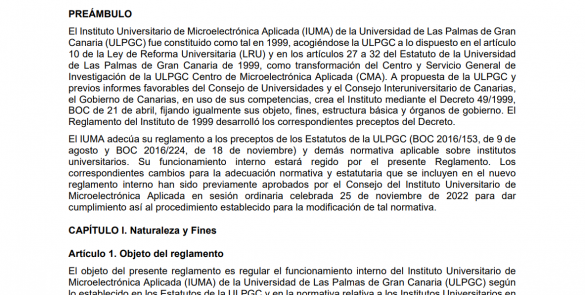 PREÁMBULO
El Instituto Universitario de Microelectrónica Aplicada (IUMA) de la Universidad de Las Palmas de Gran
Canaria (ULPGC) fue constituido como tal en 1999, acogiéndose la ULPGC a lo dispuesto en el artículo
10 de la Ley de Reforma Universitaria (LRU) y en los artículos 27 a 32 del Estatuto de la Universidad
de Las Palmas de Gran Canaria de 1999, como transformación del Centro y Servicio General de
Investigación de la ULPGC Centro de Microelectrónica Aplicada (CMA). A propuesta de la ULPGC y
previos informes favorables del Consejo de Universidades y el Consejo Interuniversitario de Canarias,
el Gobierno de Canarias, en uso de sus competencias, crea el Instituto mediante el Decreto 49/1999,
BOC de 21 de abril, fijando igualmente sus objeto, fines, estructura básica y órganos de gobierno. El
Reglamento del Instituto de 1999 desarrolló los correspondientes preceptos del Decreto.
El IUMA adecúa su reglamento a los preceptos de los Estatutos de la ULPGC (BOC 2016/153, de 9 de
agosto y BOC 2016/224, de 18 de noviembre) y demás normativa aplicable sobre institutos
universitarios. Su funcionamiento interno estará regido por el presente Reglamento. Los
correspondientes cambios para la adecuación normativa y estatutaria que se incluyen en el nuevo
reglamento interno han sido previamente aprobados por el Consejo del Instituto Universitario de
Microelectrónica Aplicada en sesión ordinaria celebrada 25 de noviembre de 2022 para dar
cumplimiento así al procedimiento establecido para la modificación de tal normativa.
CAPÍTULO I. Naturaleza y Fines
Artículo 1. Objeto del reglamento
El objeto del presente reglamento es regular el funcionamiento interno del Instituto Universitario de
Microelectrónica Aplicada (IUMA) de la Universidad de Las Palmas de Gran Canaria (ULPGC) según
lo establecido en los Estatutos de la ULPGC y en la normativa relativa a los Institutos Universitarios en